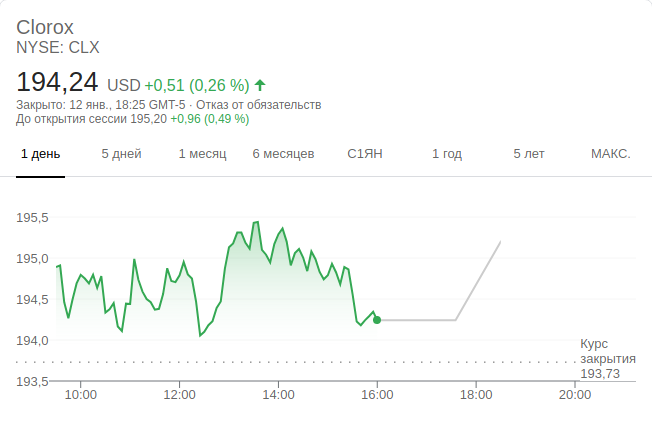 Clorox
NYSE: CLX
194,24 USD +0,51 (0,26 %)
Закрыто: 12 янв., 18:25 GMT-5 · Отказ от обязательств
До открытия сессии 195,20 +0,96 (0,49 %)
1 день 5 дней 1 месяц 6 месяцев С1ЯН 1 год 5 лет МАКС.
195,5
195,0
194,5
194,0
Курс
закрытия
193,73
193,5
10:00 12:00 14:00 16:00 18:00 20:00